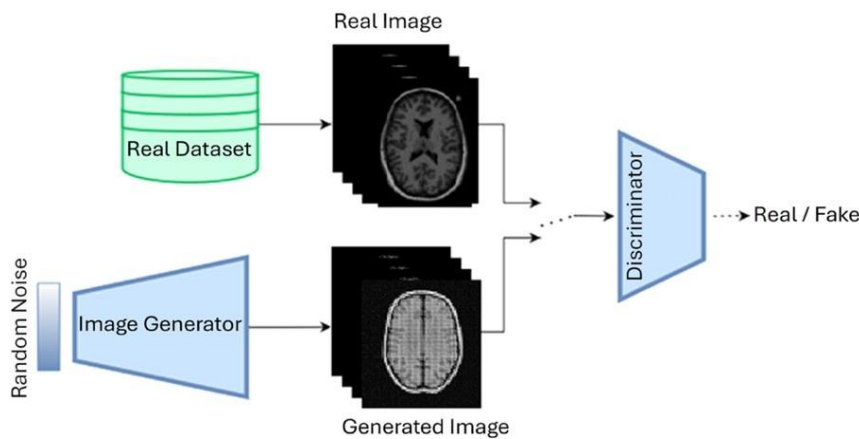 Real Image
Real Dataset
Discriminator
Real / Fake
Random Noise
Image Generator
Generated Image